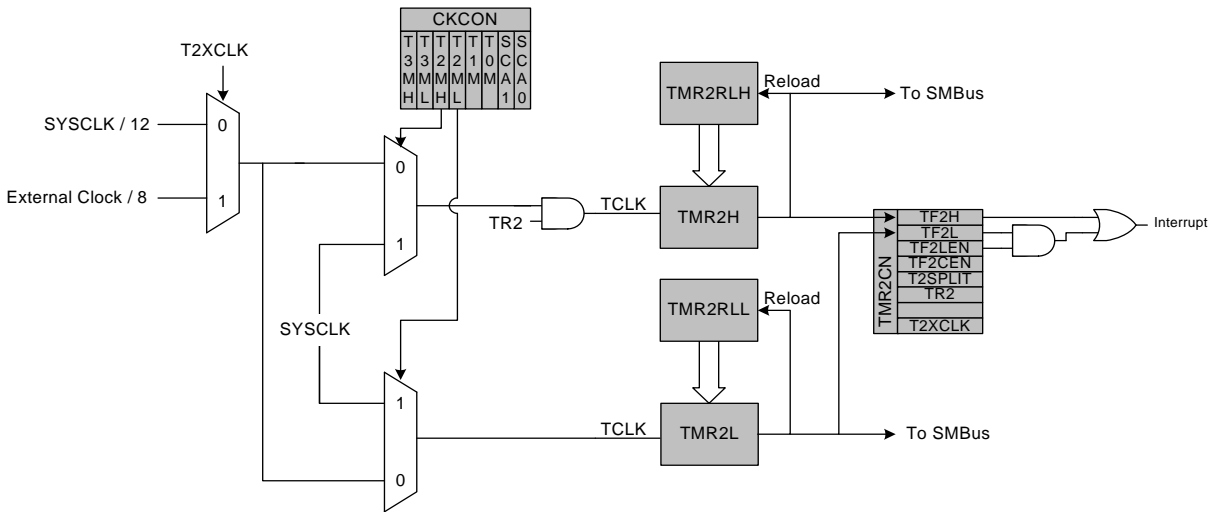 CKCON
T3MH
T3ML
T2MH
T2ML
T1M
T0M
SCA1
SCA0
T2XCLK
SYSCLK / 12
0
External Clock / 8
1
0
1
TR2
TCLK
TMR2RLH
Reload
To SMBus
TMR2H
TMR2CN
TF2H
TF2L
TF2LEN
TF2CEN
T2SPLIT
TR2
T2XCLK
Interrupt
SYSCLK
TMR2RLL
Reload
1
0
TCLK
TMR2L
To SMBus